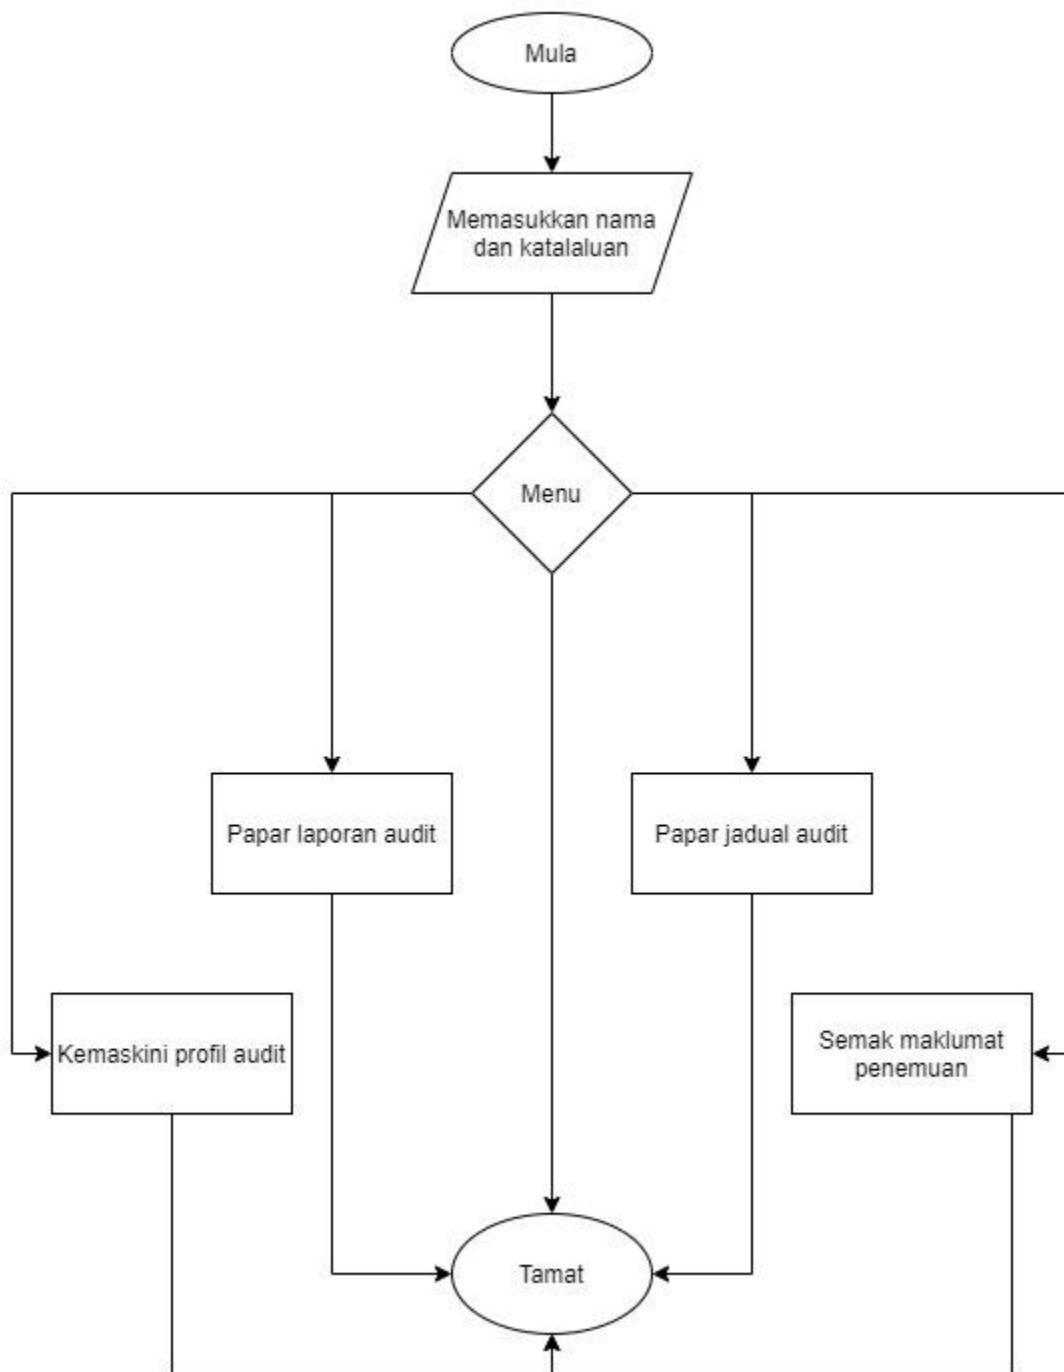 Mula
Memasukkan nama
dan katalaluan
Menu
Papar laporan audit
Papar jadual audit
Kemaskini profil audit
Semak maklumat
penemuan
Tamat